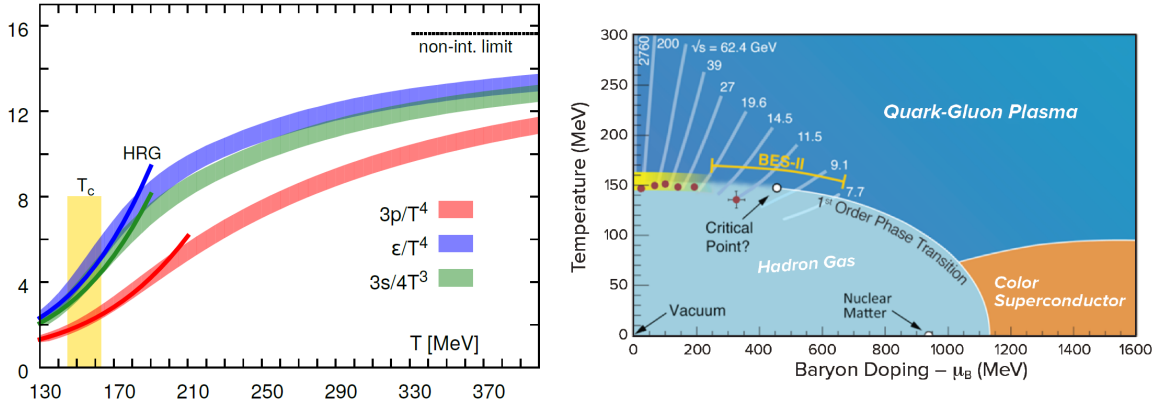 16
12
8
4
0
non-int. limit
HRG
Tc
3p/T⁴
ε/T⁴
3s/4T³
T [MeV]
130 170 210 250 290 330 370
300
250
200
150
100
50
0
Temperature (MeV)
2760
200
√s = 62.4 GeV
39
27
19.6
14.5
11.5
9.1
7.7
BES-II
Quark-Gluon Plasma
Critical
Point?
1st Order Phase Transition
Hadron Gas
Color
Superconductor
Nuclear
Matter
Vacuum
0 200 400 600 800 1000 1200 1400 1600
Baryon Doping – μB (MeV)